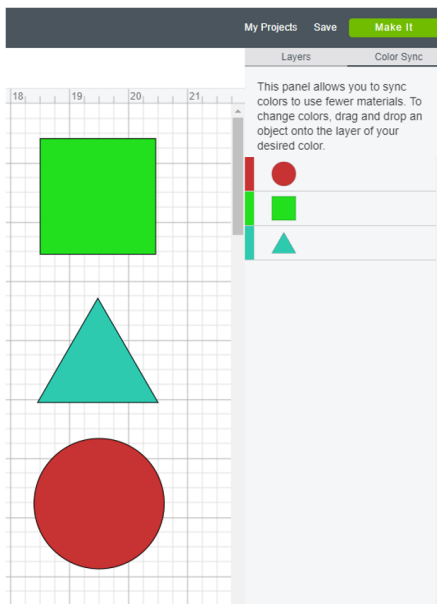 My Projects Save Make It
Layers Color Sync
18 19 20 21
This panel allows you to sync
colors to use fewer materials. To
change colors, drag and drop an
object onto the layer of your
desired color.